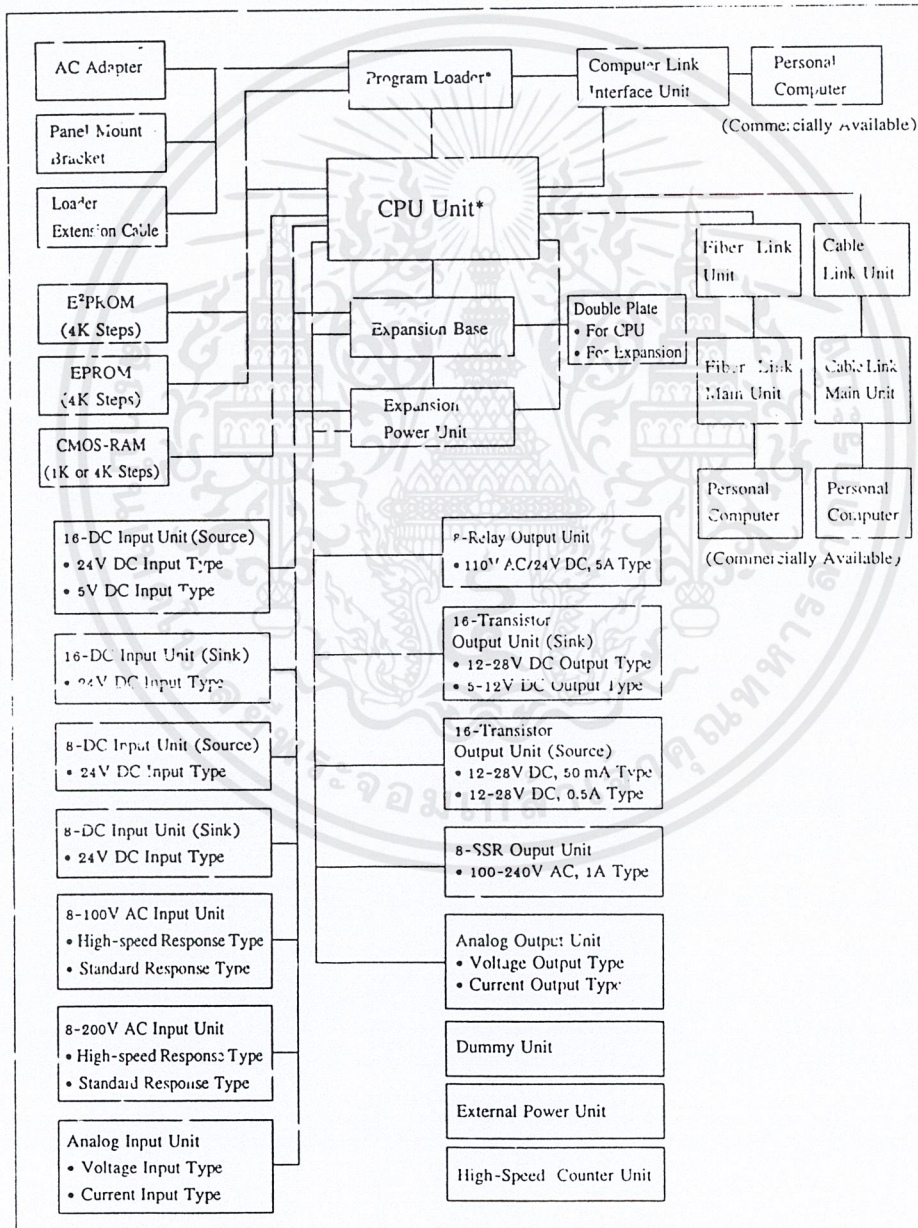 AC Adapter
Panel Mount
Bracket
Loader
Extension Cable
E²PROM
(4K Steps)
EPROM
(4K Steps)
CMOS-RAM
(1K or 4K Steps)
Program Loader*
CPU Unit*
Expansion Base
Expansion
Power Unit
Double Plate
• For CPU
• For Expansion
Computer Link
Interface Unit
Personal
Computer
(Commercially Available)
Fiber Link
Unit
Cable
Link Unit
Fiber Link
Main Unit
Cable Link
Main Unit
Personal
Computer
Personal
Computer
(Commercially Available)
16-DC Input Unit (Source)
• 24V DC Input Type
• 5V DC Input Type
16-DC Input Unit (Sink)
• 24V DC Input Type
8-DC Input Unit (Source)
• 24V DC Input Type
8-DC Input Unit (Sink)
• 24V DC Input Type
8-100V AC Input Unit
• High-speed Response Type
• Standard Response Type
8-200V AC Input Unit
• High-speed Response Type
• Standard Response Type
Analog Input Unit
• Voltage Input Type
• Current Input Type
8-Relay Output Unit
• 110V AC/24V DC, 5A Type
16-Transistor
Output Unit (Sink)
• 12-28V DC Output Type
• 5-12V DC Output Type
16-Transistor
Output Unit (Source)
• 12-28V DC, 50 mA Type
• 12-28V DC, 0.5A Type
8-SSR Ouput Unit
• 100-240V AC, 1A Type
Analog Output Unit
• Voltage Output Type
• Current Output Type
Dummy Unit
External Power Unit
High-Speed Counter Unit